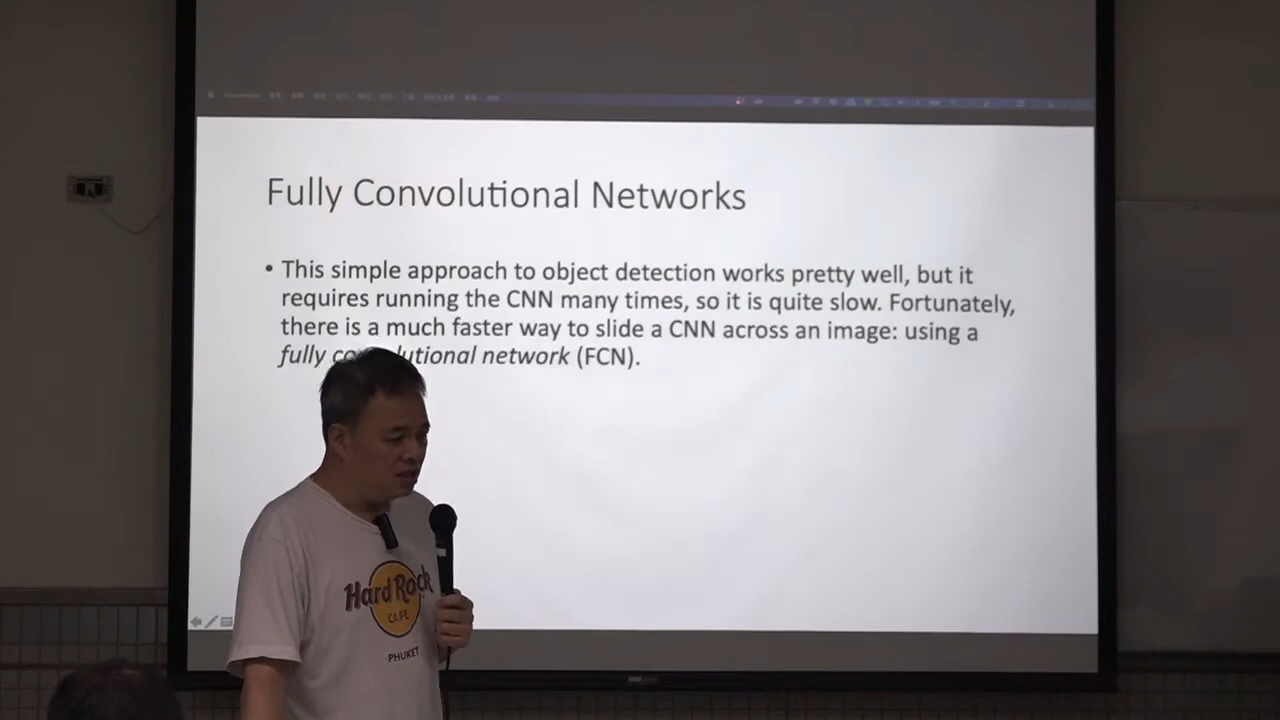 Fully Convolutional Networks
• This simple approach to object detection works pretty well, but it
requires running the CNN many times, so it is quite slow. Fortunately,
there is a much faster way to slide a CNN across an image: using a
fully convolutional network (FCN).
Hard Rock
CAFE
PHUKET